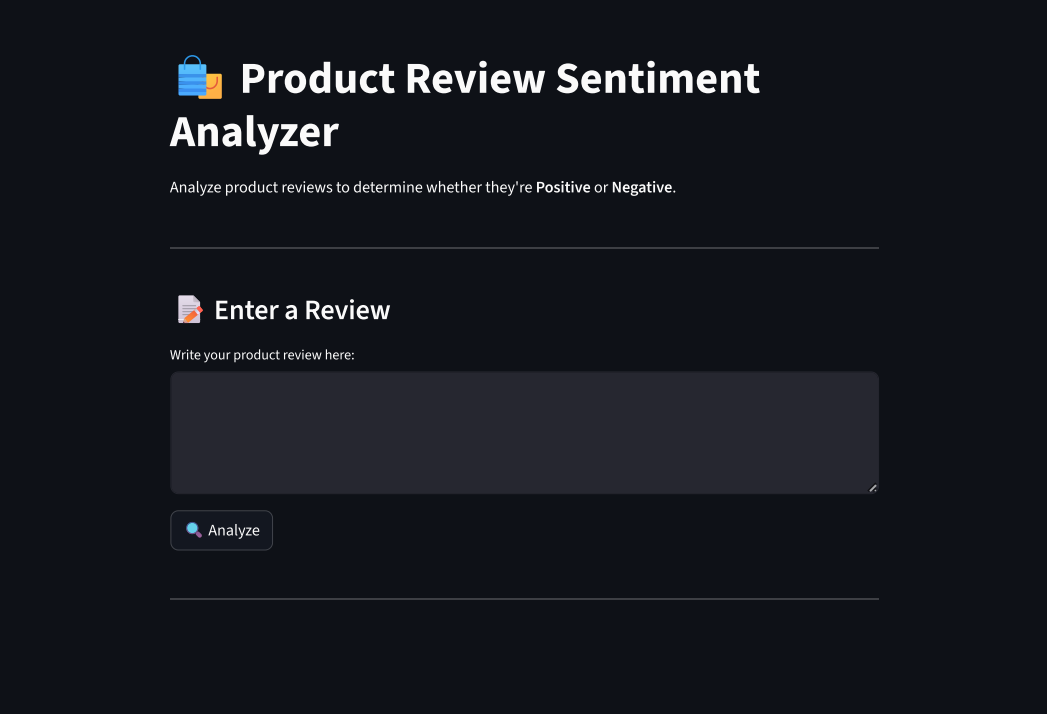 Product Review Sentiment
Analyzer
Analyze product reviews to determine whether they're Positive or Negative.
Enter a Review
Write your product review here:
Analyze